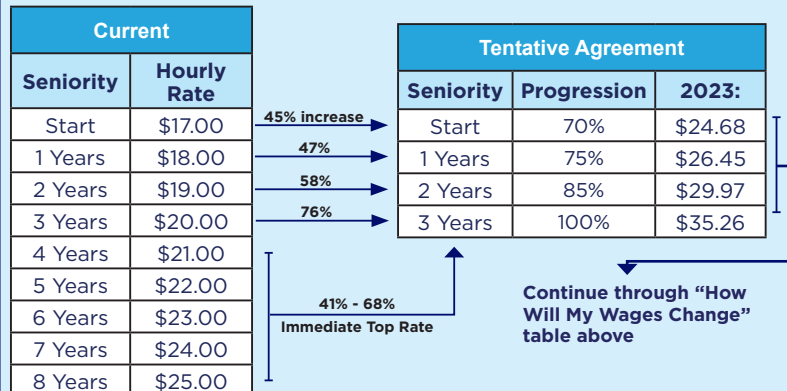 Current
Seniority Hourly Rate
Start $17.00
1 Years $18.00
2 Years $19.00
3 Years $20.00
4 Years $21.00
5 Years $22.00
6 Years $23.00
7 Years $24.00
8 Years $25.00
45% increase
47%
58%
76%
41% - 68%
Immediate Top Rate
Tentative Agreement
Seniority Progression 2023:
Start 70% $24.68
1 Years 75% $26.45
2 Years 85% $29.97
3 Years 100% $35.26
Continue through “How
Will My Wages Change”
table above